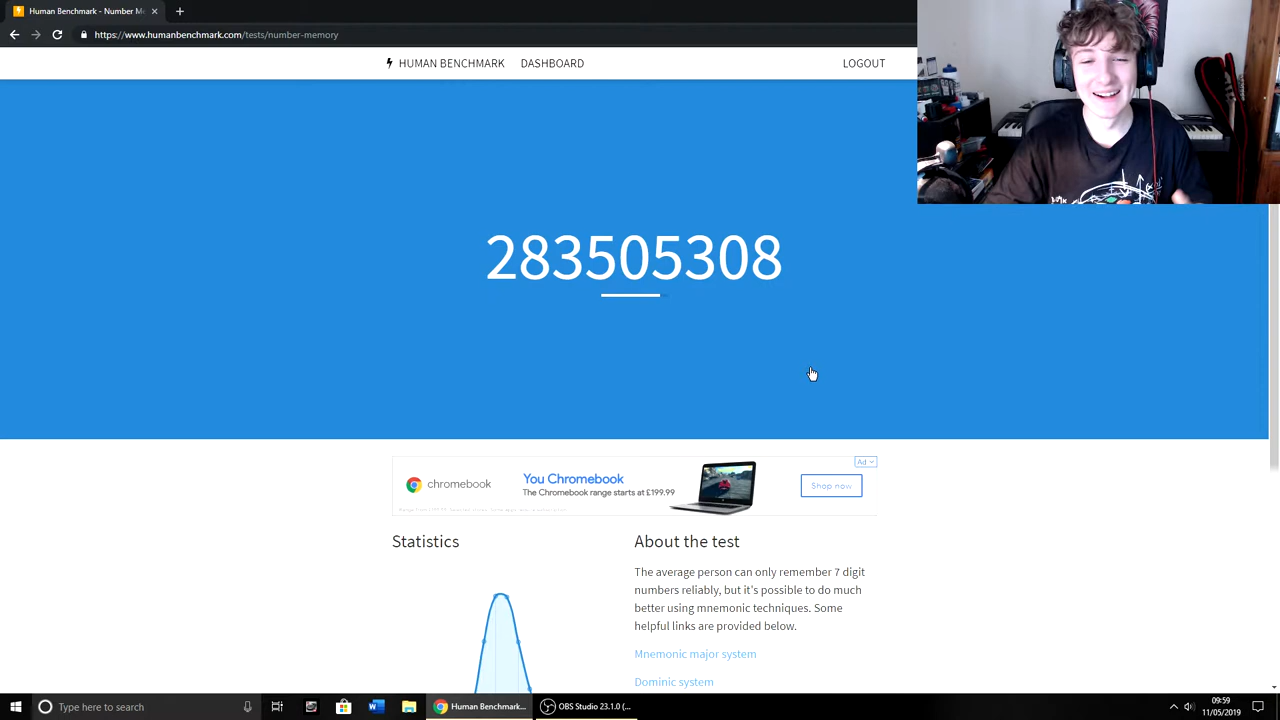 Human Benchmark - Number Me
https://www.humanbenchmark.com/tests/number-memory
HUMAN BENCHMARK
DASHBOARD
LOGOUT
283505308
chromebook
You Chromebook
The Chromebook range starts at £199.99
Ad
Shop now
Statistics
About the test
The average person can only remember 7 digit
numbers reliably, but it's possible to do much
better using mnemonic techniques. Some
helpful links are provided below.
Mnemonic major system
Dominic system
Type here to search
Human Benchmark...
OBS Studio 23.1.0 (...
09:59
11/05/2019